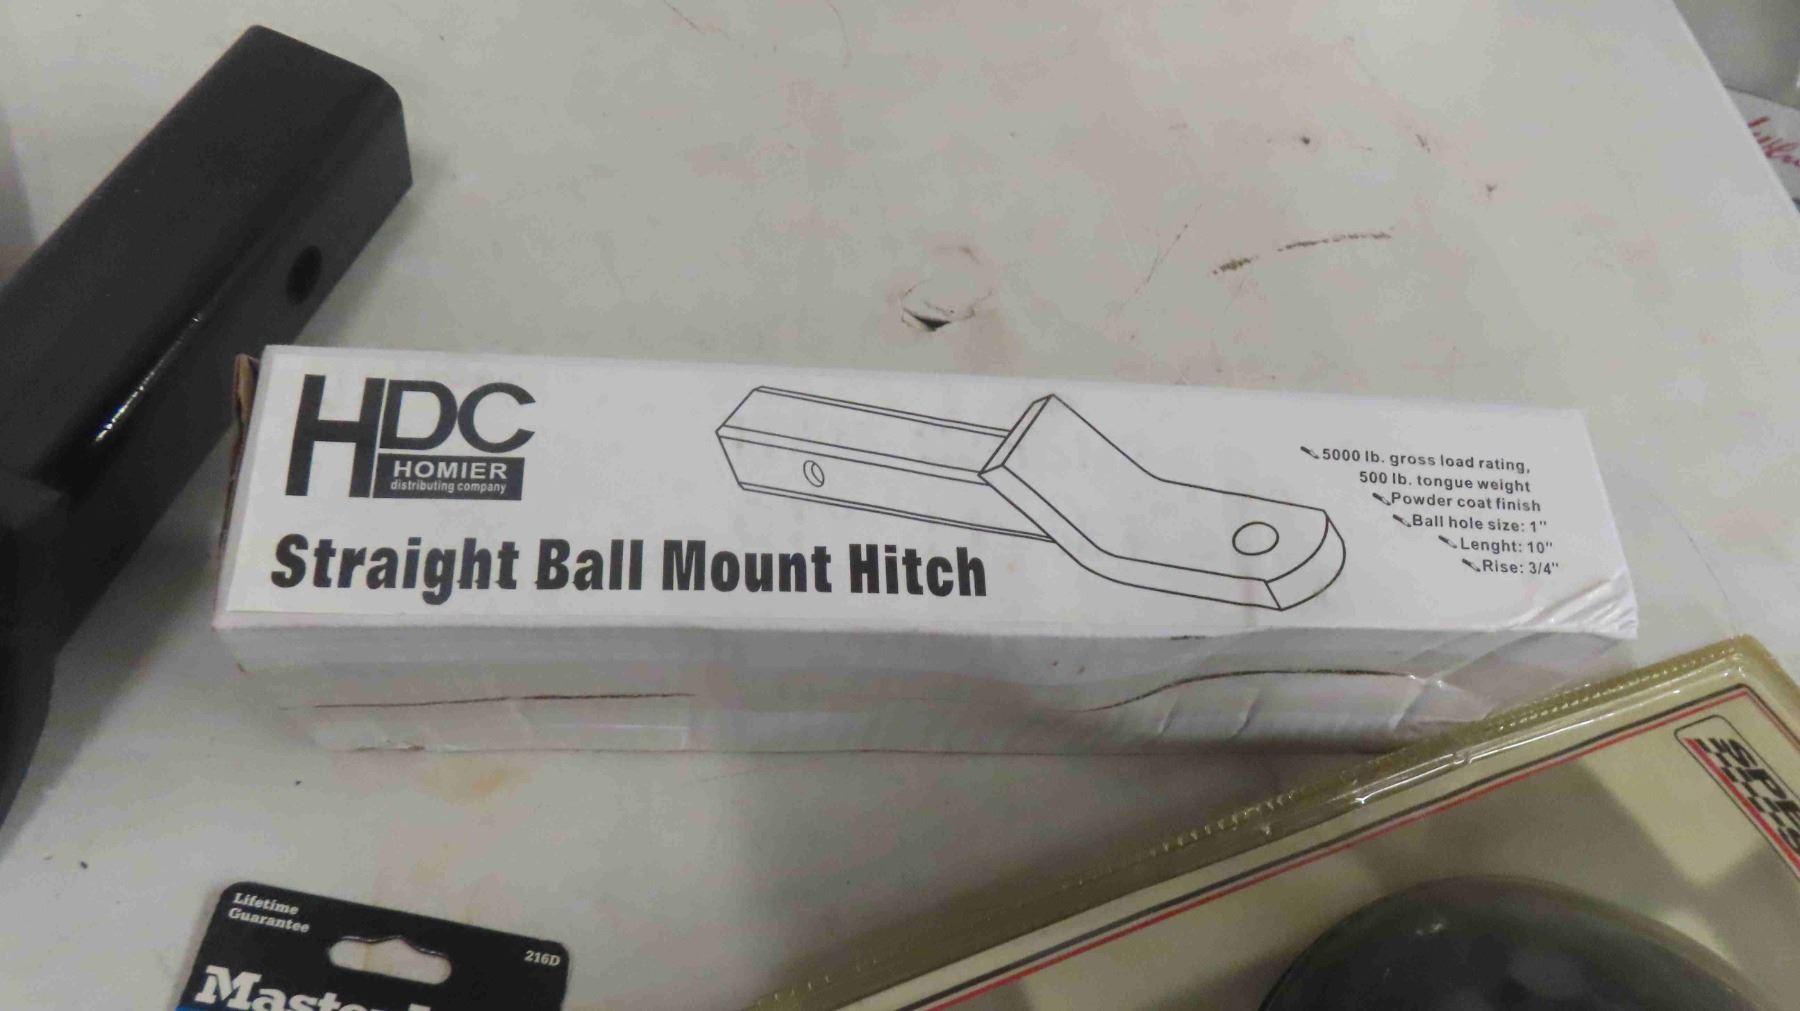 HDC
HOMIER
distributing company
Straight Ball Mount Hitch
5000 lb. gross load rating,
500 lb. tongue weight
Powder coat finish
Ball hole size: 1"
Lenght: 10"
Rise: 3/4"
Lifetime
Guarantee
216D